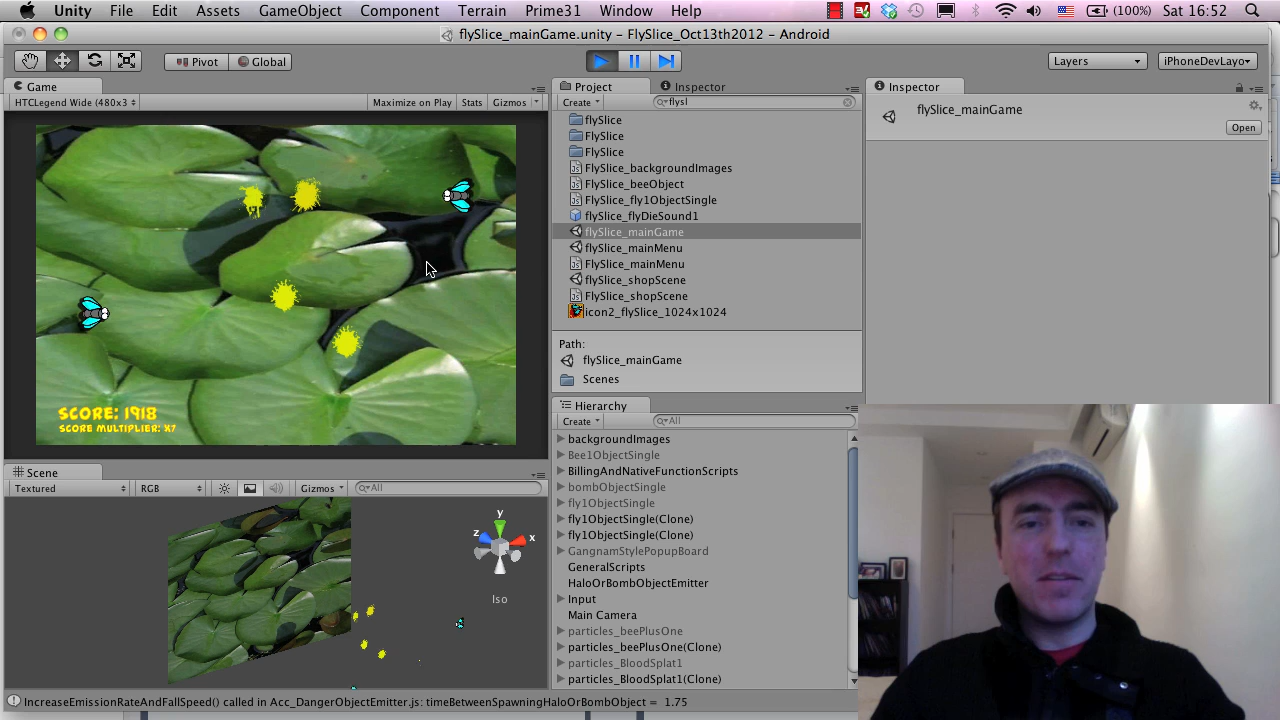 Unity File Edit Assets GameObject Component Terrain Prime31 Window Help (100%) Sat 16:52
flySlice_mainGame.unity – FlySlice_Oct13th2012 – Android
Pivot Global Layers iPhoneDevLayo
Game
HTCLegend Wide (480x3 Maximize on Play Stats Gizmos
SCORE: 1918
SCORE MULTIPLIER: X7
Scene
Textured RGB Gizmos All
y
z
x
Iso
Project Inspector
Create flysl
flySlice
FlySlice
FlySlice
FlySlice_backgroundImages
FlySlice_beeObject
FlySlice_fly1ObjectSingle
flySlice_flyDieSound1
flySlice_mainGame
flySlice_mainMenu
FlySlice_mainMenu
flySlice_shopScene
FlySlice_shopScene
icon2_flySlice_1024x1024
Path:
flySlice_mainGame
Scenes
Hierarchy
Create All
backgroundImages
Bee1ObjectSingle
BillingAndNativeFunctionScripts
bombObjectSingle
fly1ObjectSingle
fly1ObjectSingle(Clone)
fly1ObjectSingle(Clone)
GangnamStylePopupBoard
GeneralScripts
HaloOrBombObjectEmitter
Input
Main Camera
particles_beePlusOne
particles_beePlusOne(Clone)
particles_BloodSplat1
particles_BloodSplat1(Clone)
Inspector
flySlice_mainGame
Open
IncreaseEmissionRateAndFallSpeed() called in Acc_DangerObjectEmitter.js: timeBetweenSpawningHaloOrBombObject = 1.75